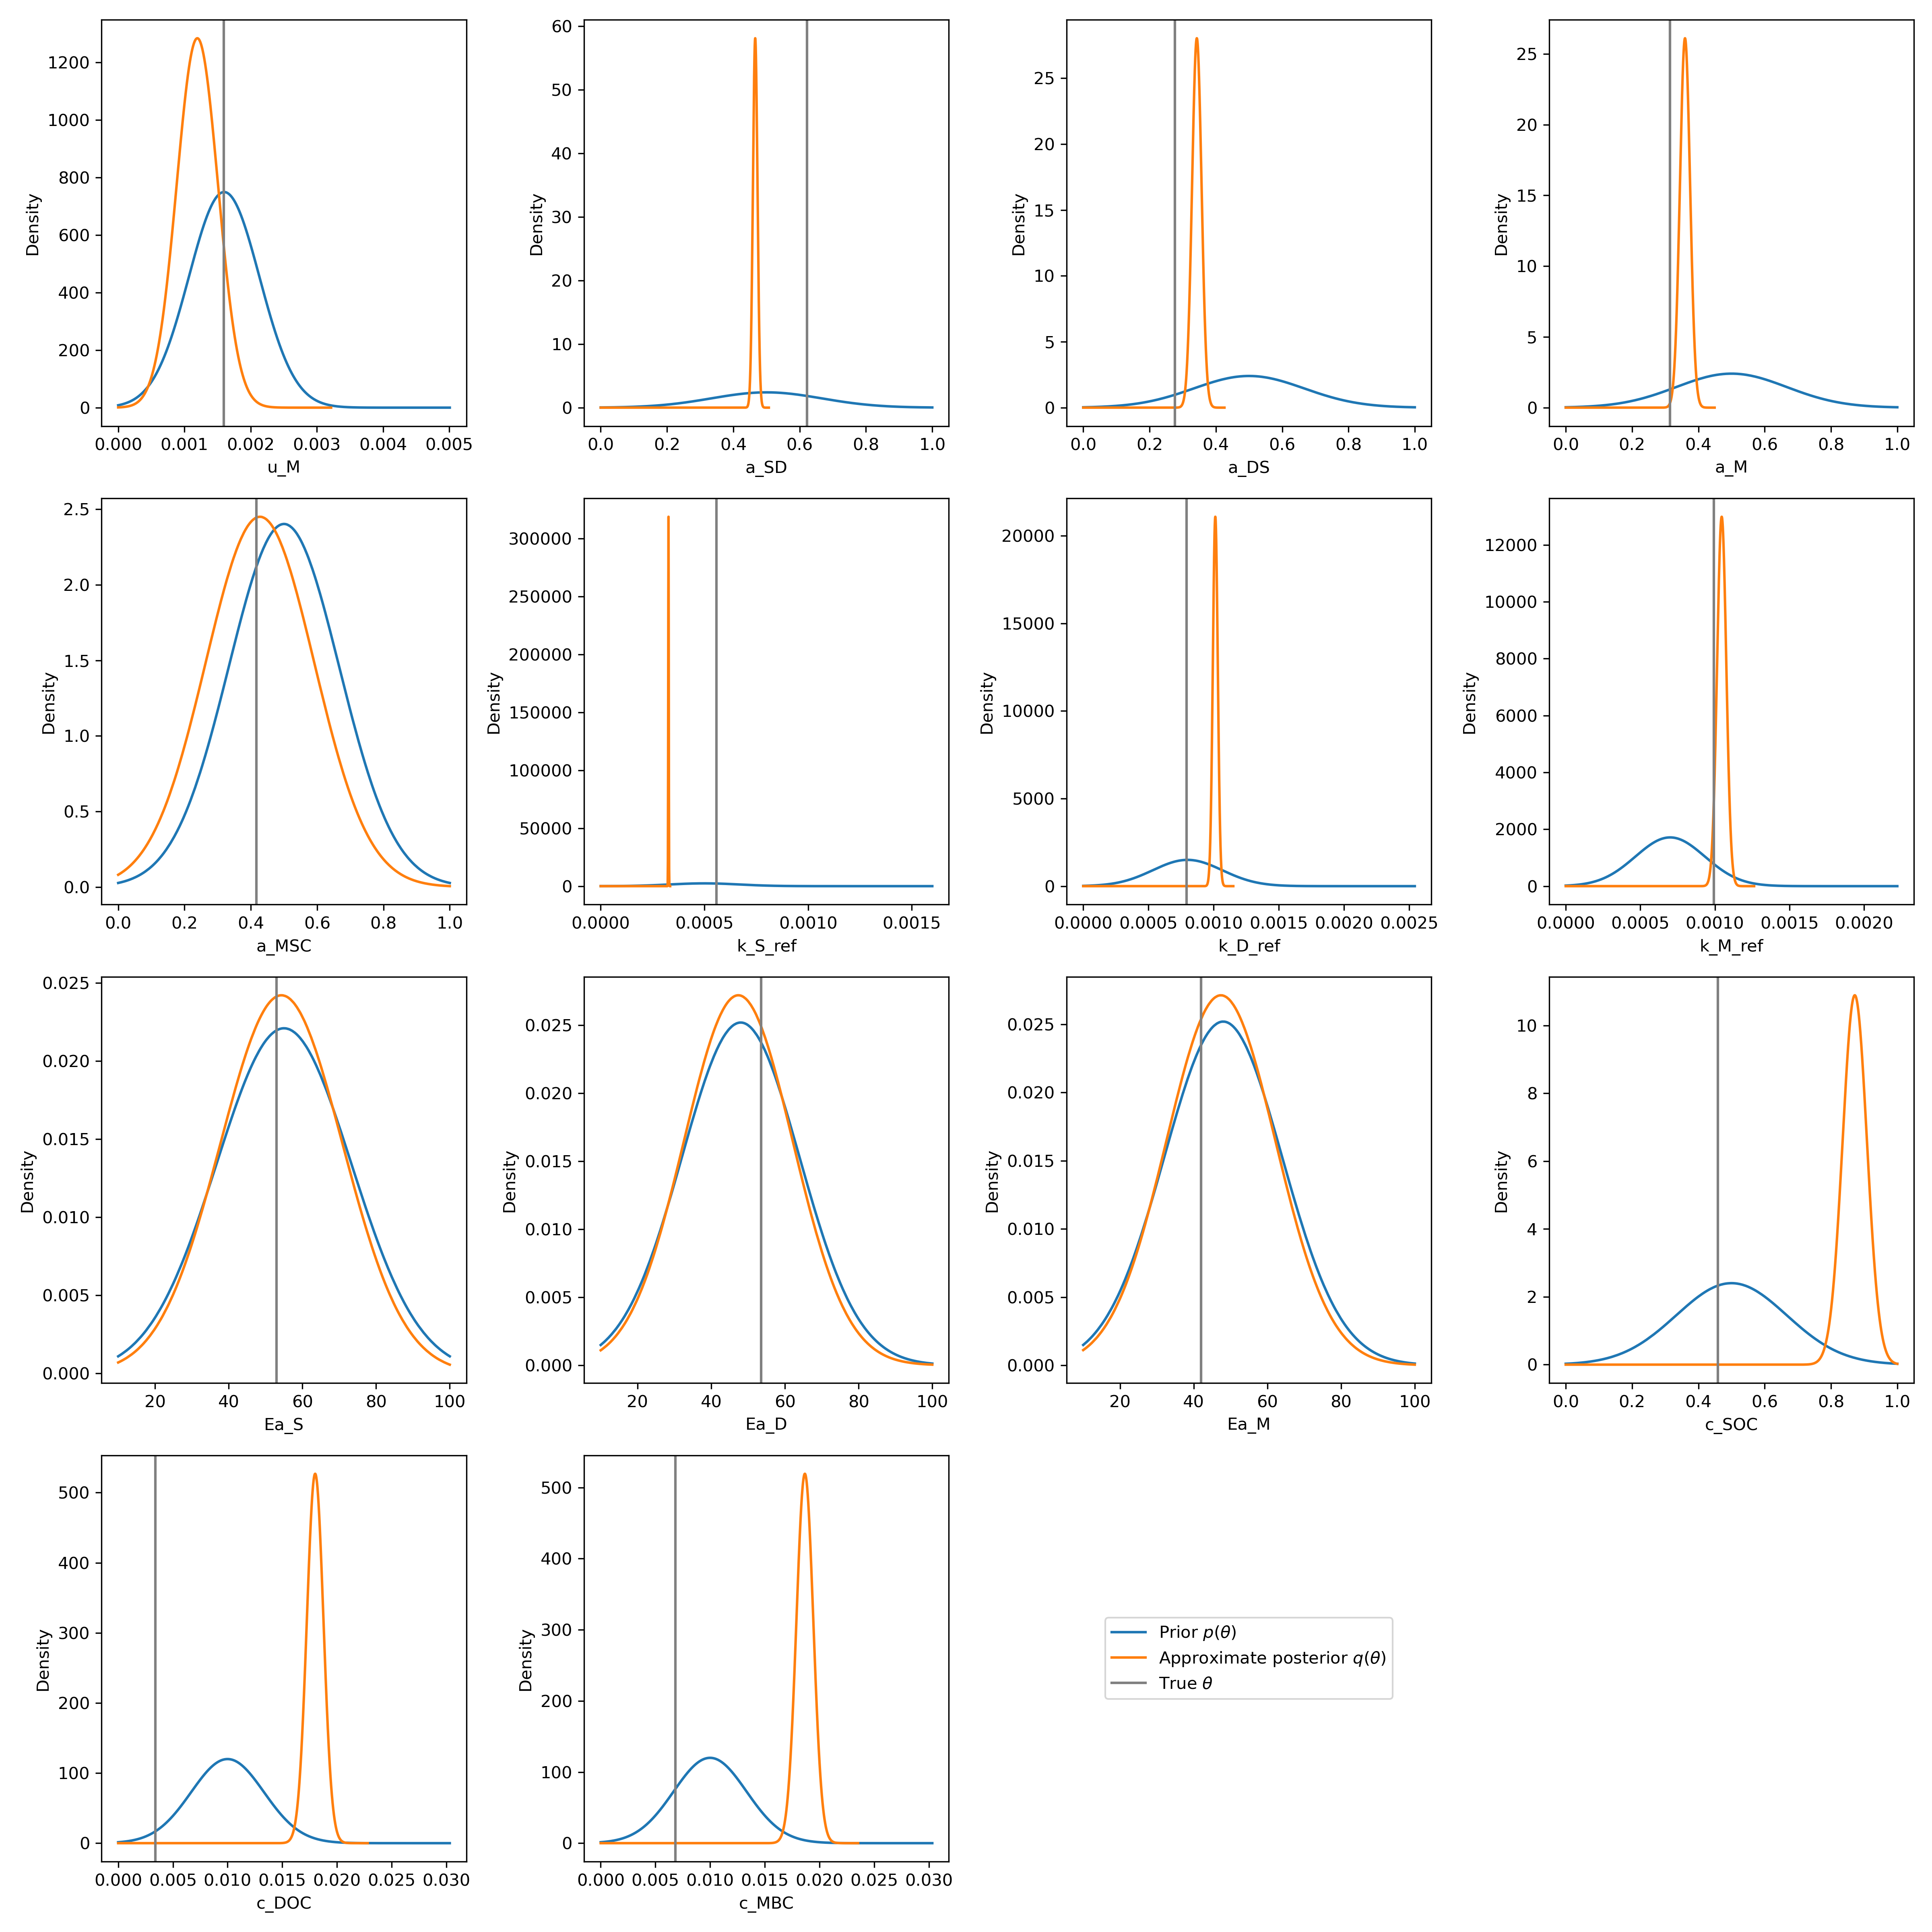 1200
1000
800
600
400
200
0
Density
0.000 0.001 0.002 0.003 0.004 0.005
u_M
60
50
40
30
20
10
0
Density
0.0 0.2 0.4 0.6 0.8 1.0
a_SD
25
20
15
10
5
0
Density
0.0 0.2 0.4 0.6 0.8 1.0
a_DS
25
20
15
10
5
0
Density
0.0 0.2 0.4 0.6 0.8 1.0
a_M
2.5
2.0
1.5
1.0
0.5
0.0
Density
0.0 0.2 0.4 0.6 0.8 1.0
a_MSC
300000
250000
200000
150000
100000
50000
0
Density
0.0000 0.0005 0.0010 0.0015
k_S_ref
20000
15000
10000
5000
0
Density
0.0000 0.0005 0.0010 0.0015 0.0020 0.0025
k_D_ref
12000
10000
8000
6000
4000
2000
0
Density
0.0000 0.0005 0.0010 0.0015 0.0020
k_M_ref
0.025
0.020
0.015
0.010
0.005
0.000
Density
20 40 60 80 100
Ea_S
0.025
0.020
0.015
0.010
0.005
0.000
Density
20 40 60 80 100
Ea_D
0.025
0.020
0.015
0.010
0.005
0.000
Density
20 40 60 80 100
Ea_M
10
8
6
4
2
0
Density
0.0 0.2 0.4 0.6 0.8 1.0
c_SOC
500
400
300
200
100
0
Density
0.000 0.005 0.010 0.015 0.020 0.025 0.030
c_DOC
500
400
300
200
100
0
Density
0.000 0.005 0.010 0.015 0.020 0.025 0.030
c_MBC
Prior p(θ)
Approximate posterior q(θ)
True θ